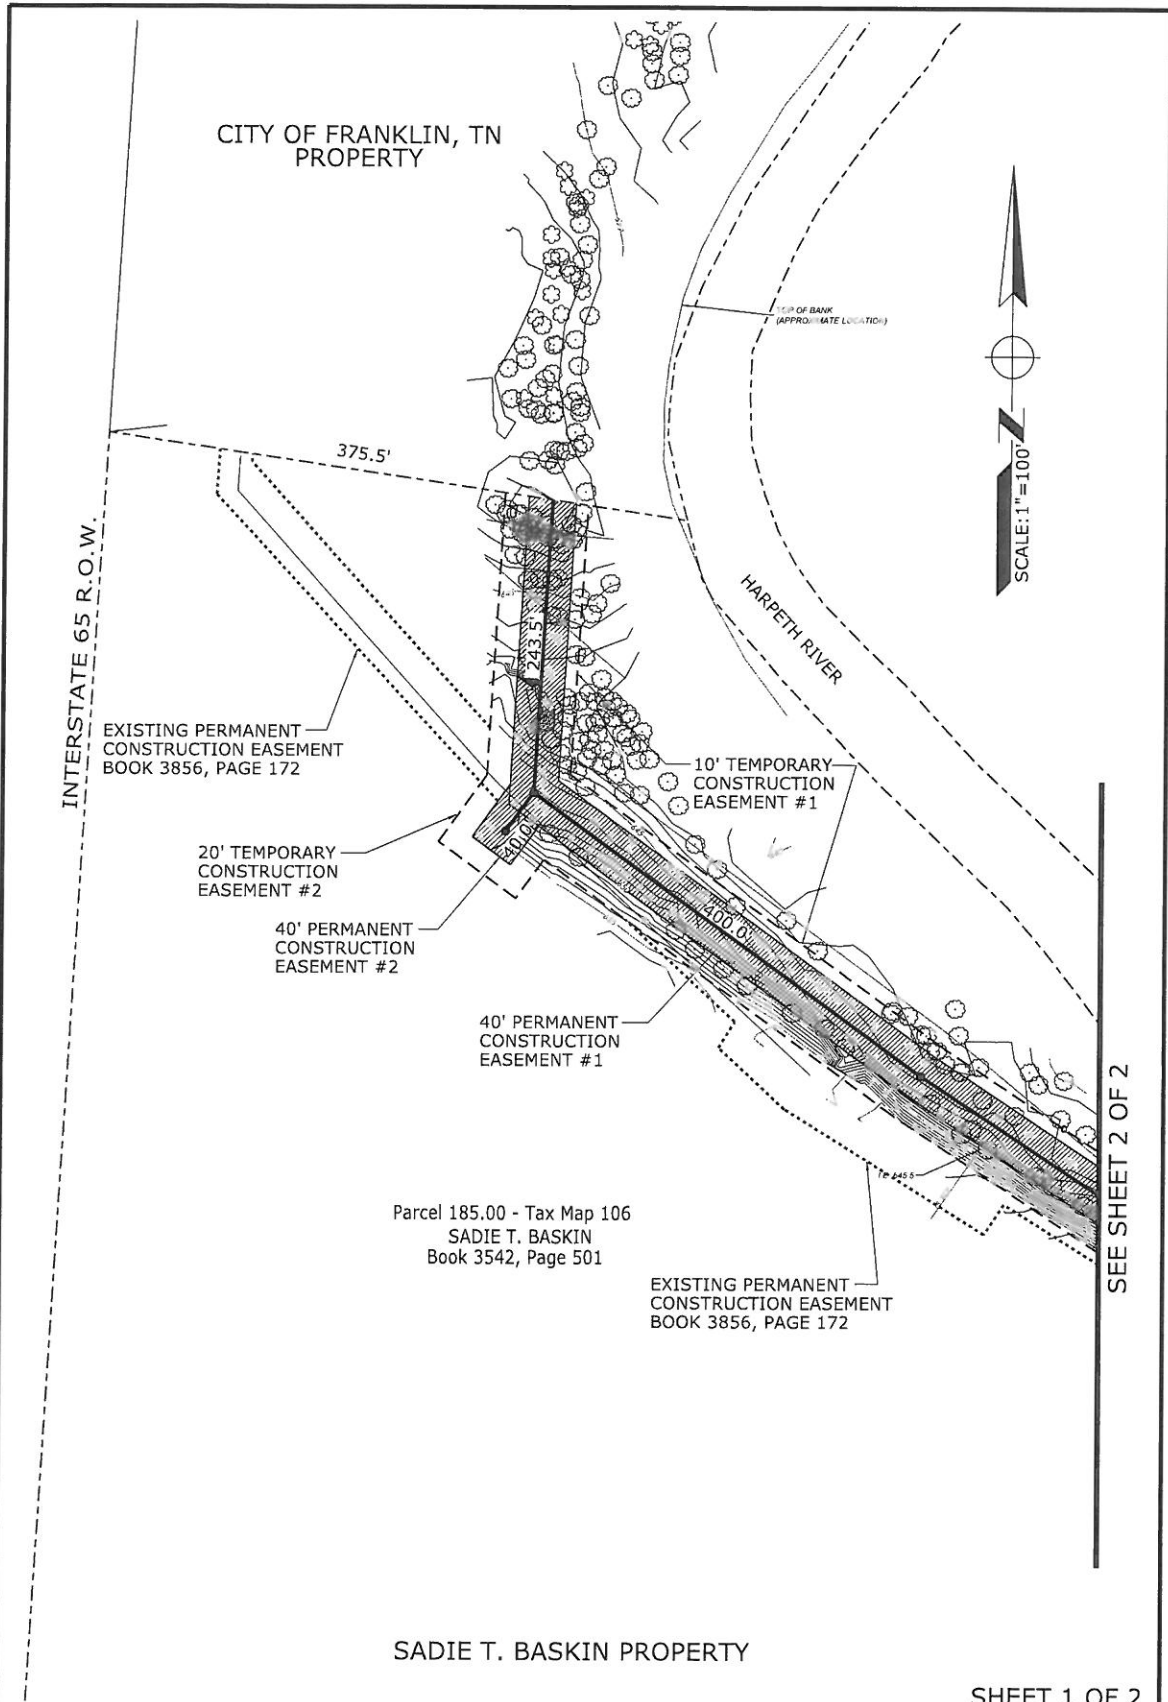 CITY OF FRANKLIN, TN
PROPERTY
TOP OF BANK
(APPROXIMATE LOCATION)
375.5'
SCALE:1"=100'
INTERSTATE 65 R.O.W.
HARPETH RIVER
243.5'
EXISTING PERMANENT
CONSTRUCTION EASEMENT
BOOK 3856, PAGE 172
10' TEMPORARY
CONSTRUCTION
EASEMENT #1
20' TEMPORARY
CONSTRUCTION
EASEMENT #2
40.0'
400.0'
40' PERMANENT
CONSTRUCTION
EASEMENT #2
40' PERMANENT
CONSTRUCTION
EASEMENT #1
SEE SHEET 2 OF 2
Parcel 185.00 - Tax Map 106
SADIE T. BASKIN
Book 3542, Page 501
EXISTING PERMANENT
CONSTRUCTION EASEMENT
BOOK 3856, PAGE 172
SADIE T. BASKIN PROPERTY
SHEET 1 OF 2